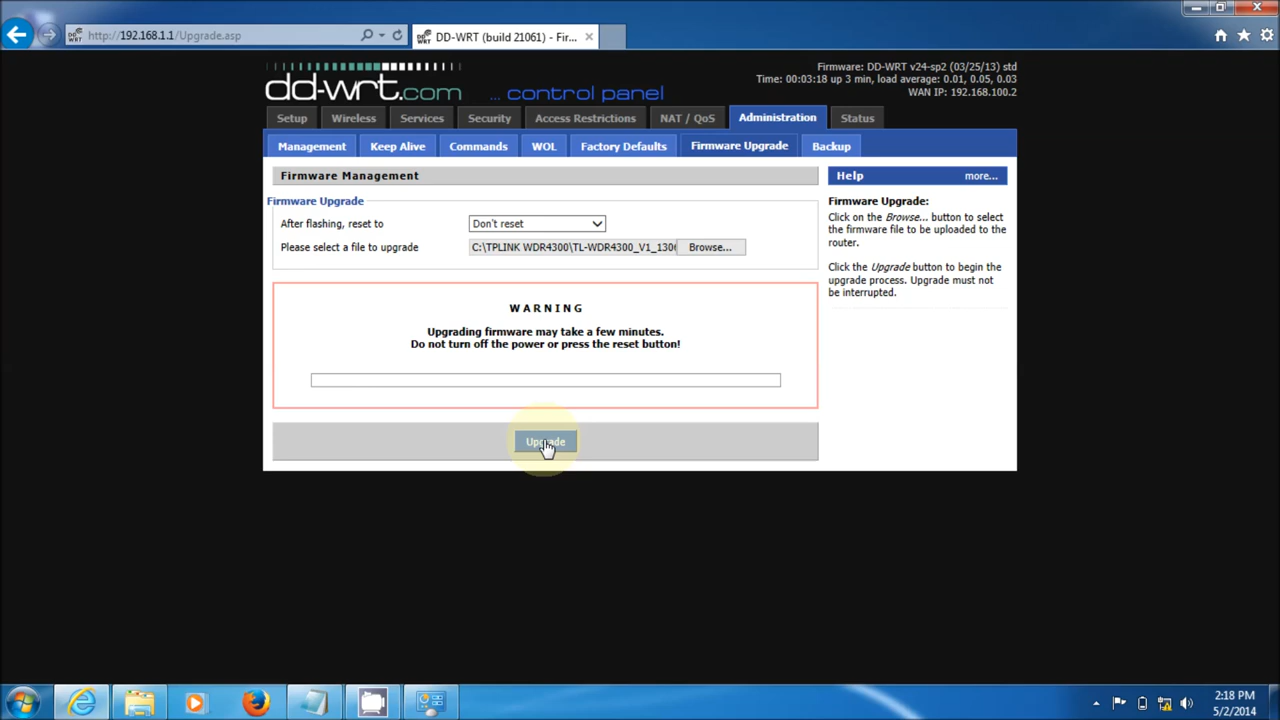 http://192.168.1.1/Upgrade.asp
DD-WRT (build 21061) - Fir...
dd-wrt.com ... control panel
Firmware: DD-WRT v24-sp2 (03/25/13) std
Time: 00:03:18 up 3 min, load average: 0.01, 0.05, 0.03
WAN IP: 192.168.100.2
Setup Wireless Services Security Access Restrictions NAT / QoS Administration Status
Management Keep Alive Commands WOL Factory Defaults Firmware Upgrade Backup
Firmware Management
Firmware Upgrade
After flashing, reset to Don't reset
Please select a file to upgrade C:\TPLINK WDR4300\TL-WDR4300_V1_130 Browse...
WARNING
Upgrading firmware may take a few minutes.
Do not turn off the power or press the reset button!
Upgrade
Help more...
Firmware Upgrade:
Click on the Browse... button to select
the firmware file to be uploaded to the
router.
Click the Upgrade button to begin the
upgrade process. Upgrade must not
be interrupted.
2:18 PM
5/2/2014